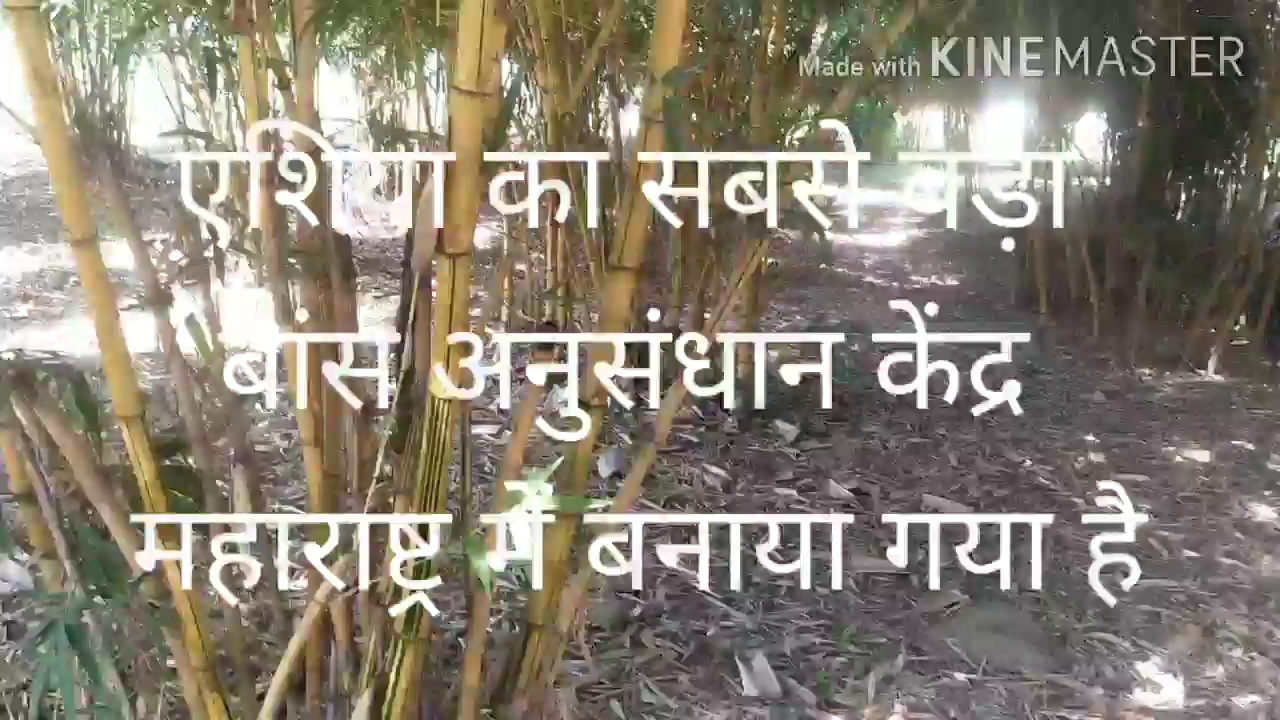 Made with KINEMASTER
एशिया का सबसे बड़ा
बांस अनुसंधान केंद्र
महाराष्ट्र में बनाया गया है